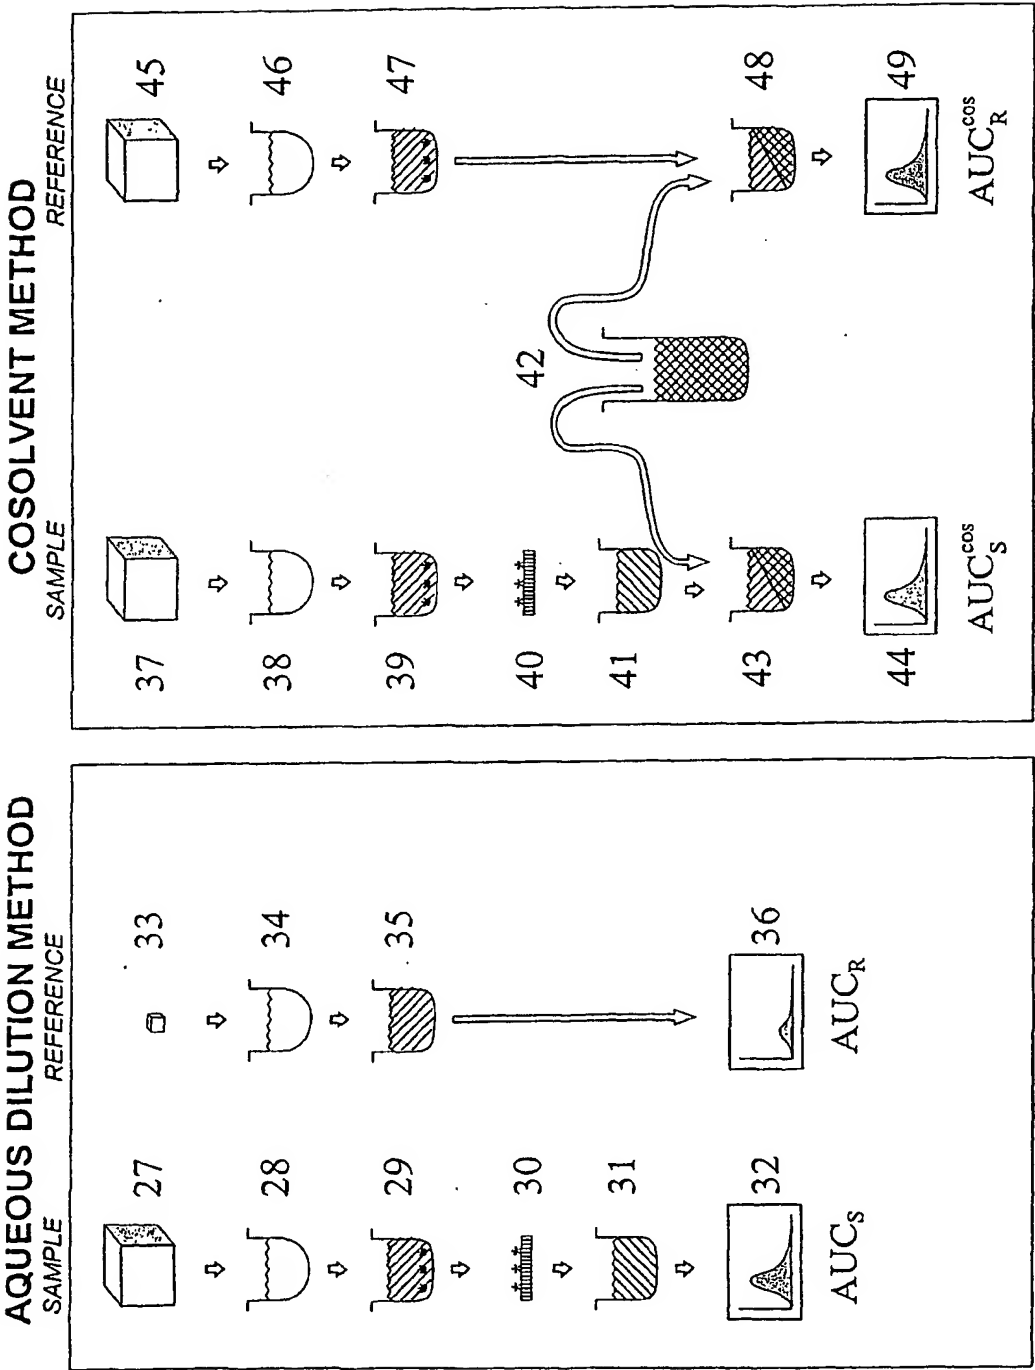 AQUEOUS DILUTION METHOD
SAMPLE
REFERENCE
27
28
29
30
31
32
AUC_S
33
34
35
36
AUC_R
COSOLVENT METHOD
SAMPLE
REFERENCE
37
38
39
40
41
43
44
AUC_S^cos
42
45
46
47
48
49
AUC_R^cos